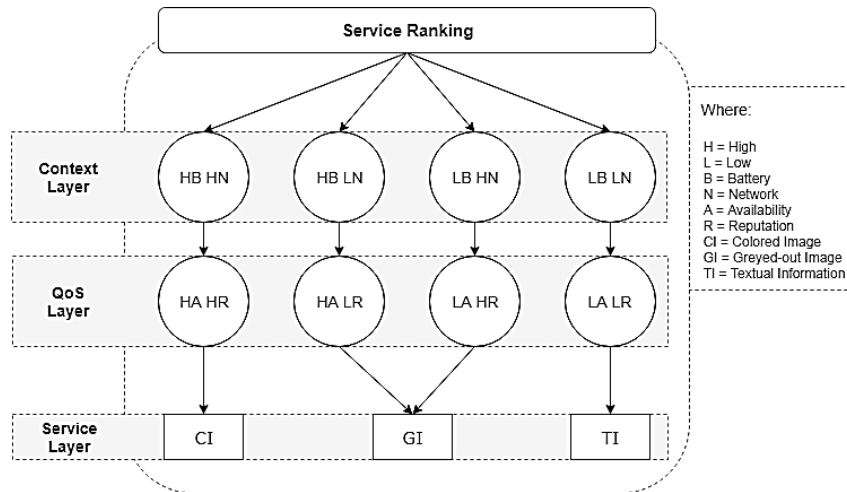 Service Ranking
Where:
H = High
L = Low
B = Battery
N = Network
A = Availability
R = Reputation
CI = Colored Image
GI = Greyed-out Image
TI = Textual Information
Context
Layer
HB HN
HB LN
LB HN
LB LN
QoS
Layer
HA HR
HA LR
LA HR
LA LR
Service
Layer
CI
GI
TI